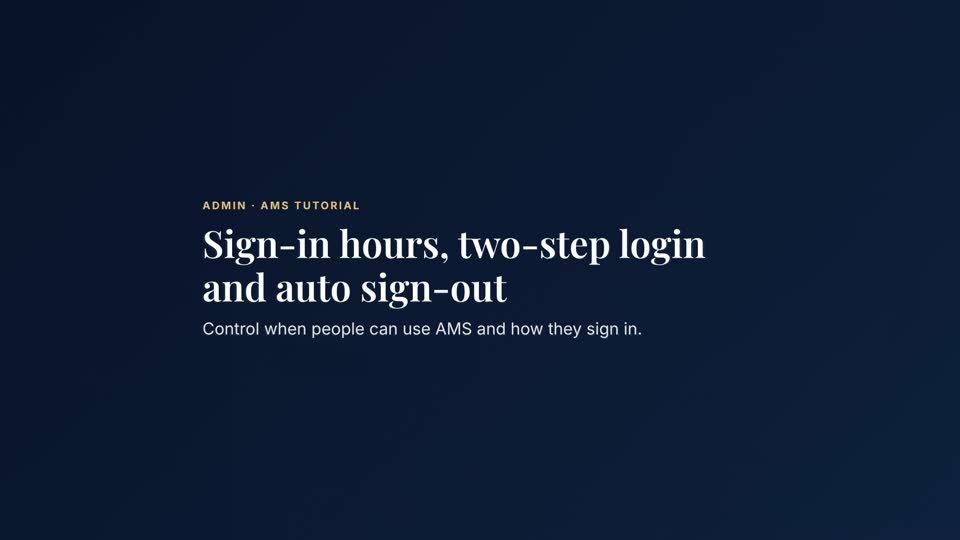 ADMIN · AMS TUTORIAL
Sign-in hours, two-step login
and auto sign-out
Control when people can use AMS and how they sign in.